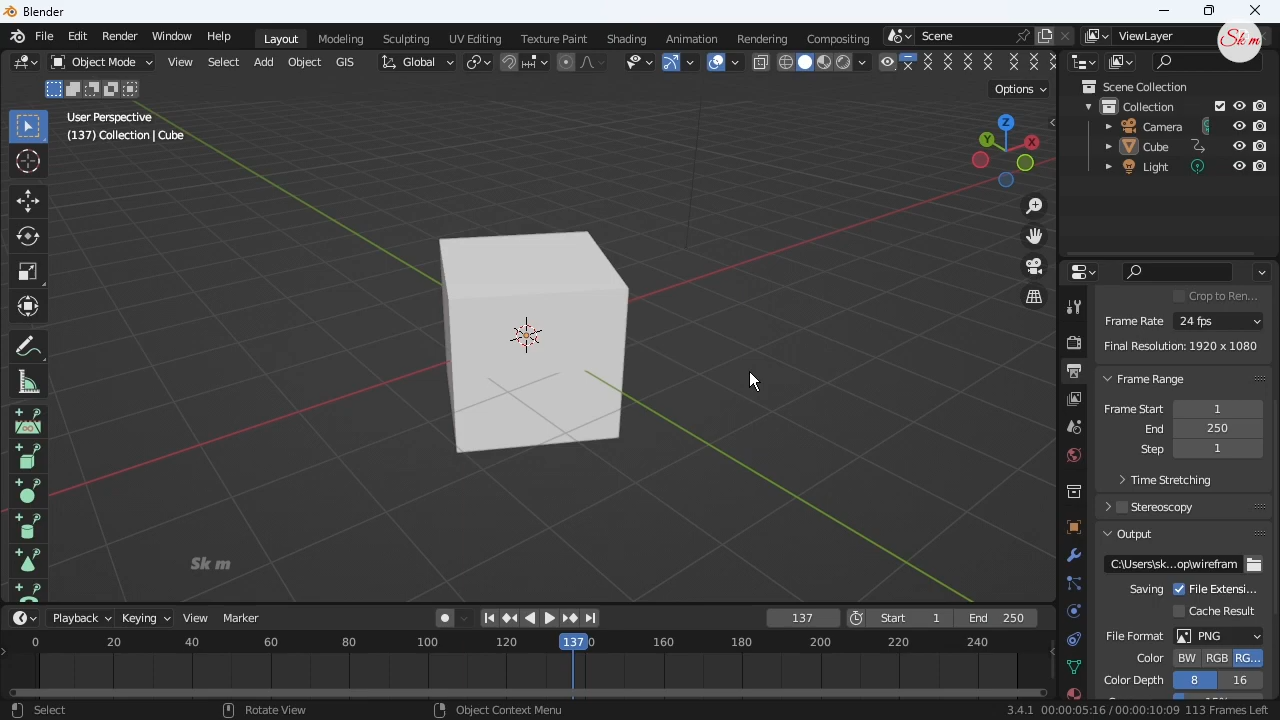 Blender
File Edit Render Window Help Layout Modeling Sculpting UV Editing Texture Paint Shading Animation Rendering Compositing Scene ViewLayer
Sk m
Object Mode View Select Add Object GIS Global
Options
User Perspective
(137) Collection | Cube
Z
Y
X
Scene Collection
Collection
Camera
Cube
Light
Crop to Ren...
Frame Rate 24 fps
Final Resolution: 1920 x 1080
Frame Range
Frame Start 1
End 250
Step 1
Time Stretching
Stereoscopy
Output
C:\Users\sk...op\wirefram
Saving File Extensi...
Cache Result
File Format PNG
Color BW RGB RG...
Color Depth 8 16
Sk m
Playback Keying View Marker 137 Start 1 End 250
0 20 40 60 80 100 120 137 0 160 180 200 220 240
Select Rotate View Object Context Menu 3.4.1 00:00:05:16 / 00:00:10:09 113 Frames Left